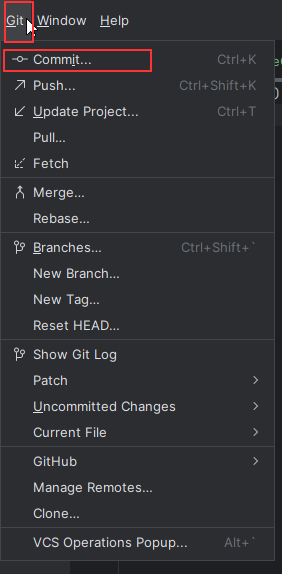 Git Window Help
Commit... Ctrl+K
Push... Ctrl+Shift+K
Update Project... Ctrl+T
Pull...
Fetch
Merge...
Rebase...
Branches... Ctrl+Shift+`
New Branch...
New Tag...
Reset HEAD...
Show Git Log
Patch
Uncommitted Changes
Current File
GitHub
Manage Remotes...
Clone...
VCS Operations Popup... Alt+`